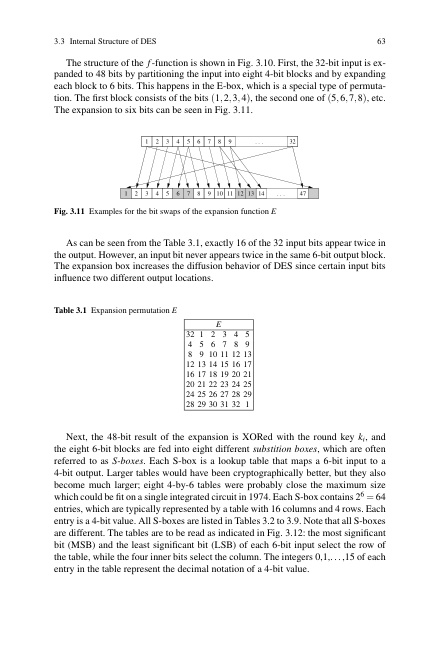 3.3 Internal Structure of DES 63
The structure of the f-function is shown in Fig. 3.10. First, the 32-bit input is ex-
panded to 48 bits by partitioning the input into eight 4-bit blocks and by expanding
each block to 6 bits. This happens in the E-box, which is a special type of permuta-
tion. The first block consists of the bits (1,2,3,4), the second one of (5,6,7,8), etc.
The expansion to six bits can be seen in Fig. 3.11.
1 2 3 4 5 6 7 8 9 ... 32
1 2 3 4 5 6 7 8 9 10 11 12 13 14 ... 47
Fig. 3.11 Examples for the bit swaps of the expansion function E
As can be seen from the Table 3.1, exactly 16 of the 32 input bits appear twice in
the output. However, an input bit never appears twice in the same 6-bit output block.
The expansion box increases the diffusion behavior of DES since certain input bits
influence two different output locations.
Table 3.1 Expansion permutation E
E
32 1 2 3 4 5
4 5 6 7 8 9
8 9 10 11 12 13
12 13 14 15 16 17
16 17 18 19 20 21
20 21 22 23 24 25
24 25 26 27 28 29
28 29 30 31 32 1
Next, the 48-bit result of the expansion is XORed with the round key ki, and
the eight 6-bit blocks are fed into eight different substition boxes, which are often
referred to as S-boxes. Each S-box is a lookup table that maps a 6-bit input to a
4-bit output. Larger tables would have been cryptographically better, but they also
become much larger; eight 4-by-6 tables were probably close the maximum size
which could be fit on a single integrated circuit in 1974. Each S-box contains 2⁶ = 64
entries, which are typically represented by a table with 16 columns and 4 rows. Each
entry is a 4-bit value. All S-boxes are listed in Tables 3.2 to 3.9. Note that all S-boxes
are different. The tables are to be read as indicated in Fig. 3.12: the most significant
bit (MSB) and the least significant bit (LSB) of each 6-bit input select the row of
the table, while the four inner bits select the column. The integers 0,1,...,15 of each
entry in the table represent the decimal notation of a 4-bit value.